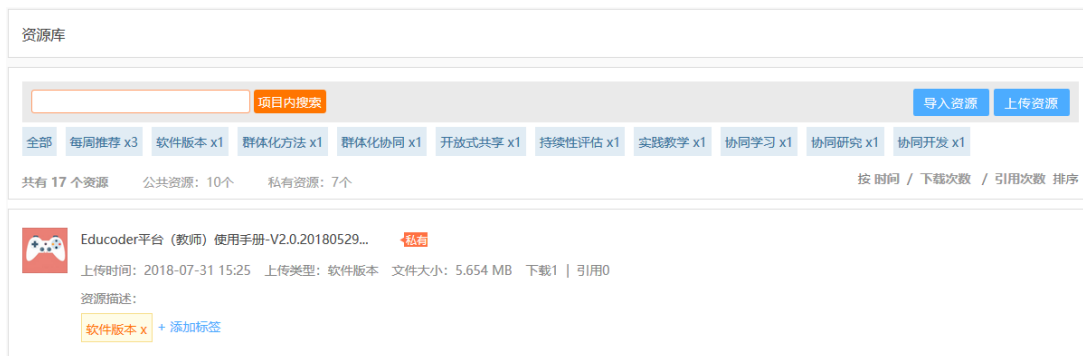 资源库
项目内搜索 导入资源 上传资源
全部 每周推荐 x3 软件版本 x1 群体化方法 x1 群体化协同 x1 开放式共享 x1 持续性评估 x1 实践教学 x1 协同学习 x1 协同研究 x1 协同开发 x1
共有 17 个资源 公共资源：10个 私有资源：7个 按 时间 / 下载次数 / 引用次数 排序
Educoder平台（教师）使用手册-V2.0.20180529... 私有
上传时间：2018-07-31 15:25 上传类型：软件版本 文件大小：5.654 MB 下载1 | 引用0
资源描述：
软件版本 x + 添加标签